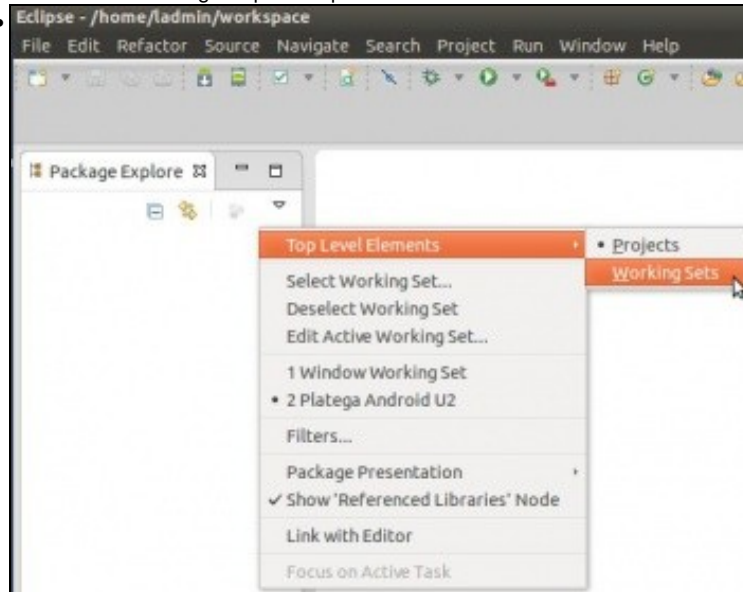 Eclipse - /home/ladmin/workspace
File Edit Refactor Source Navigate Search Project Run Window Help
Package Explore
Top Level Elements
Projects
Working Sets
Select Working Set...
Deselect Working Set
Edit Active Working Set...
1 Window Working Set
2 Platega Android U2
Filters...
Package Presentation
Show 'Referenced Libraries' Node
Link with Editor
Focus on Active Task